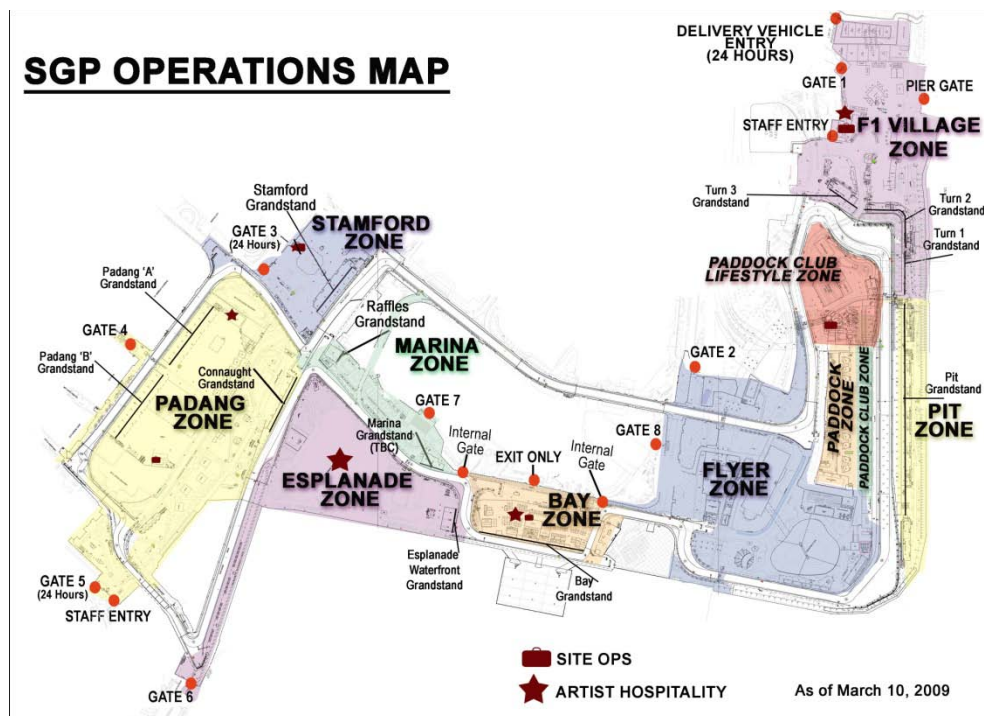 SGP OPERATIONS MAP
DELIVERY VEHICLE
ENTRY
(24 HOURS)
GATE 1
PIER GATE
STAFF ENTRY
F1 VILLAGE
ZONE
Turn 3
Grandstand
Turn 2
Grandstand
Turn 1
Grandstand
Stamford
Grandstand
STAMFORD
ZONE
GATE 3
(24 Hours)
PADDOCK CLUB
LIFESTYLE ZONE
Padang 'A'
Grandstand
GATE 4
Padang 'B'
Grandstand
Raffles
Grandstand
MARINA
ZONE
GATE 2
Connaught
Grandstand
PADANG
ZONE
PADDOCK
ZONE
PADDOCK CLUB ZONE
Pit
Grandstand
PIT
ZONE
GATE 7
Marina
Grandstand
(TBC)
Internal
Gate
EXIT ONLY
Internal
Gate
GATE 8
ESPLANADE
ZONE
FLYER
ZONE
BAY
ZONE
Esplanade
Waterfront
Grandstand
Bay
Grandstand
GATE 5
(24 Hours)
STAFF ENTRY
GATE 6
SITE OPS
ARTIST HOSPITALITY
As of March 10, 2009